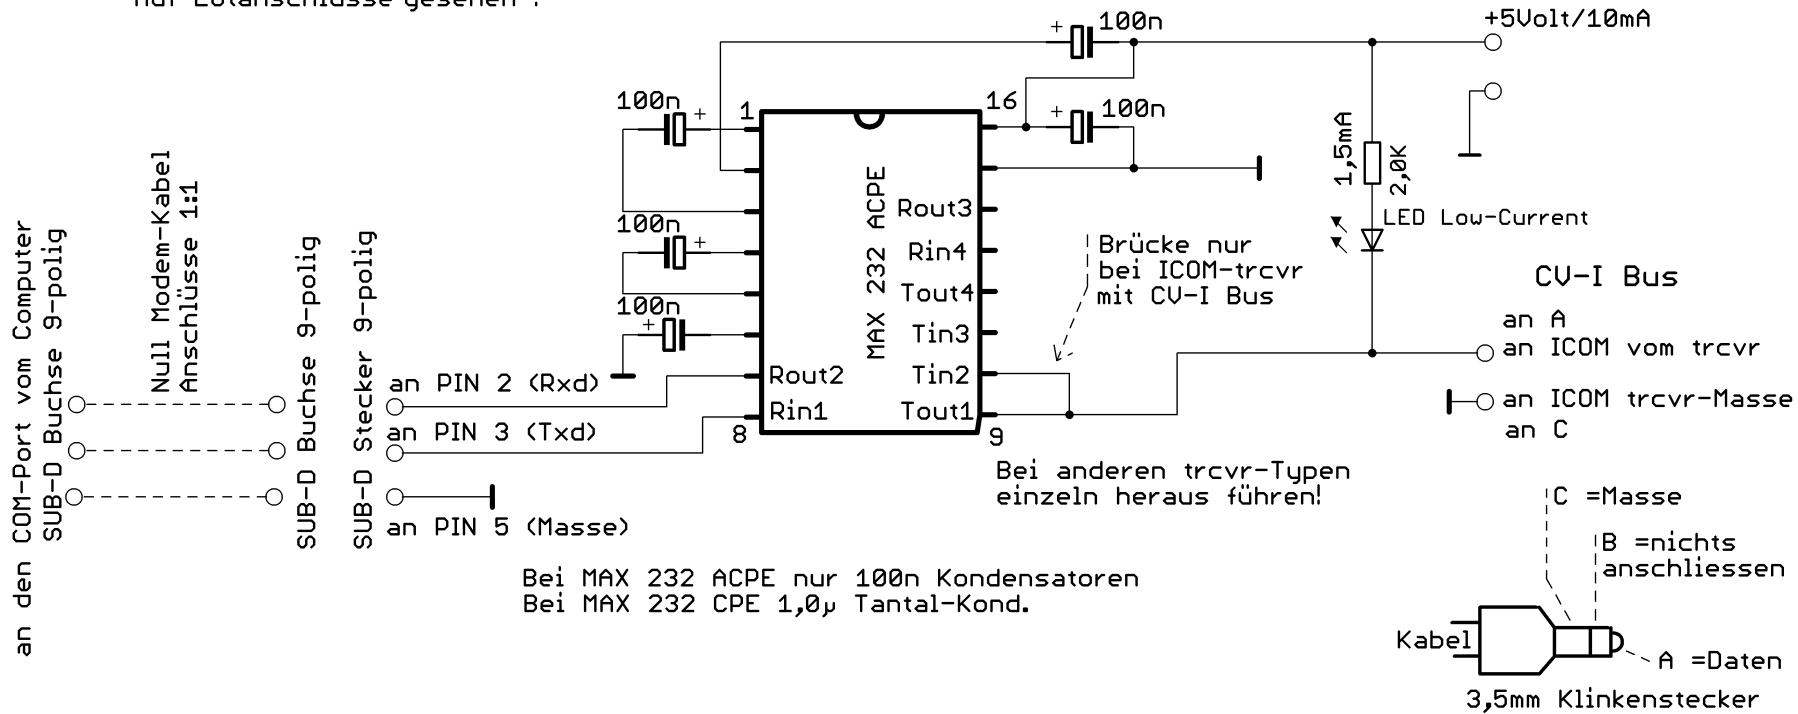 auf Lötanschlüsse gesehen !
100n
+
+5Volt/10mA
100n
+
1
16
+
100n
1,5mA
2,0K
MAX 232 ACPE
Rout3
LED Low-Current
100n
+
Rin4
Brücke nur
bei ICOM-trcvr
mit CV-I Bus
Tout4
CV-I Bus
100n
+
Tin3
an A
an ICOM vom trcvr
Rout2
Tin2
an PIN 2 (Rxd)
Rin1
Tout1
an ICOM trcvr-Masse
an C
an PIN 3 (Txd)
8
9
Bei anderen trcvr-Typen
einzeln heraus führen!
an PIN 5 (Masse)
an den COM-Port vom Computer
SUB-D Buchse 9-polig
Null Modem-Kabel
Anschlüsse 1:1
SUB-D Buchse 9-polig
SUB-D Stecker 9-polig
Bei MAX 232 ACPE nur 100n Kondensatoren
Bei MAX 232 CPE 1,0µ Tantal-Kond.
C =Masse
B =nichts
anschliessen
Kabel
A =Daten
3,5mm Klinkenstecker